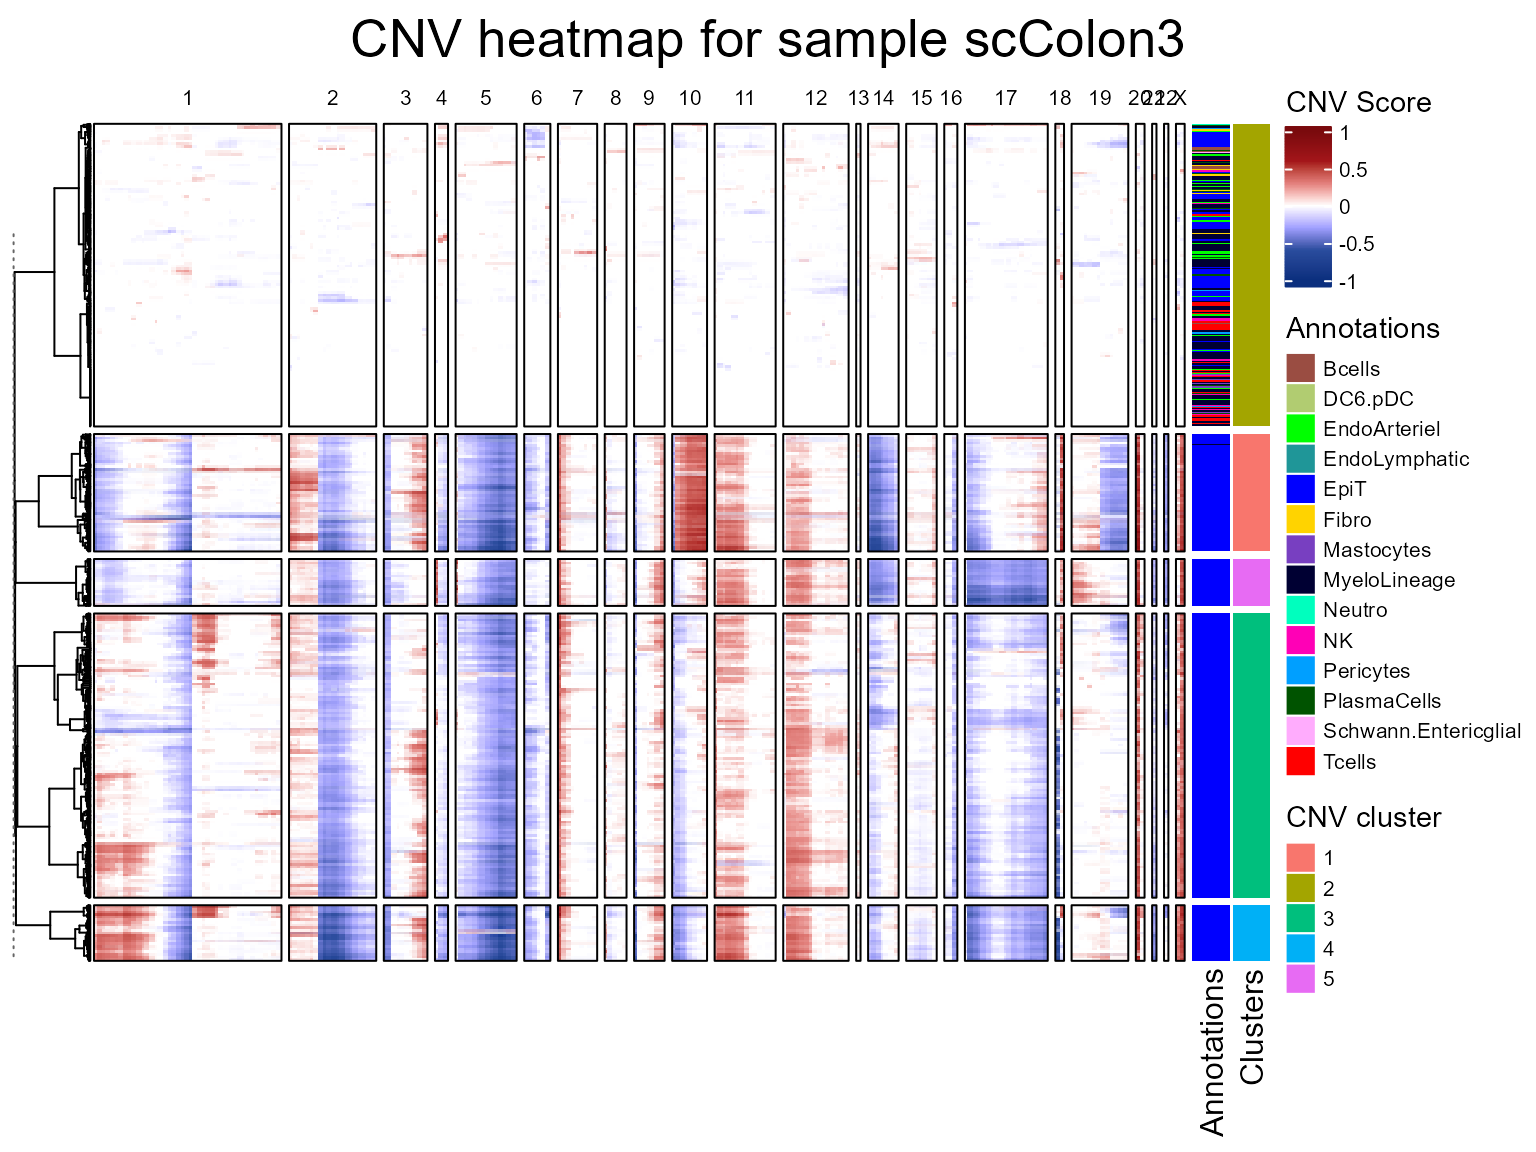 CNV heatmap for sample scColon3
1 2 3 4 5 6 7 8 9 10 11 12 13 14 15 16 17 18 19 20 21 22 X
CNV Score
1
0.5
0
-0.5
-1
Annotations
Bcells
DC6.pDC
EndoArteriel
EndoLymphatic
EpiT
Fibro
Mastocytes
MyeloLineage
Neutro
NK
Pericytes
PlasmaCells
Schwann.Entericglial
Tcells
CNV cluster
1
2
3
4
5
Annotations
Clusters